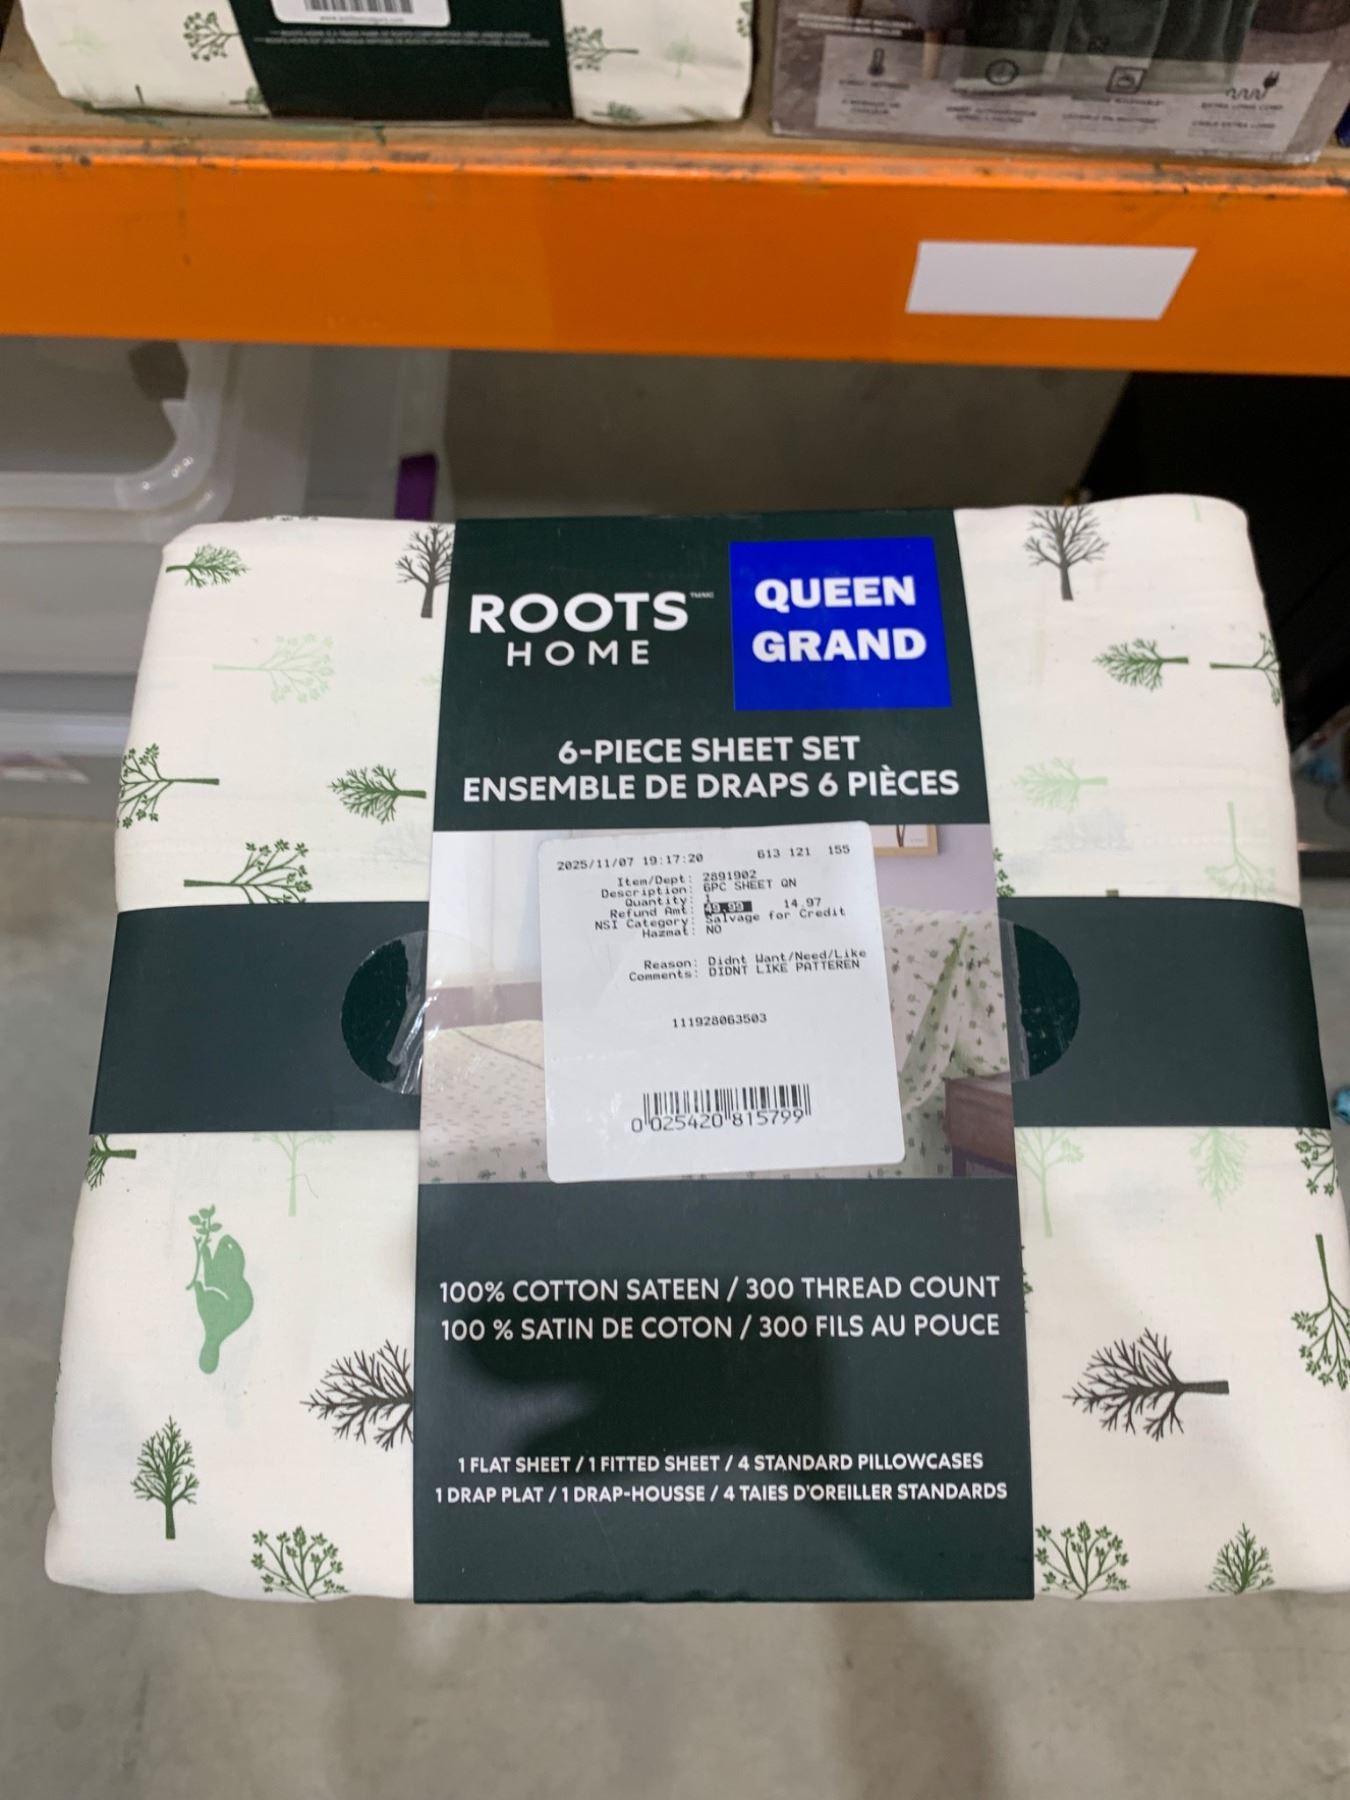 ROOTS™/MC
HOME
QUEEN
GRAND
6-PIECE SHEET SET
ENSEMBLE DE DRAPS 6 PIÈCES
2025/11/07 19:17:20 613 121 155
Item/Dept: 2891902
Description: 6PC SHEET QN
Quantity: 1
Refund Amt: 49.99 14.97
NSI Category: Salvage for Credit
Hazmat: NO
Reason: Didnt Want/Need/Like
Comments: DIDNT LIKE PATTEREN
111928063503
0 025420 815799
100% COTTON SATEEN / 300 THREAD COUNT
100 % SATIN DE COTON / 300 FILS AU POUCE
1 FLAT SHEET / 1 FITTED SHEET / 4 STANDARD PILLOWCASES
1 DRAP PLAT / 1 DRAP-HOUSSE / 4 TAIES D'OREILLER STANDARDS